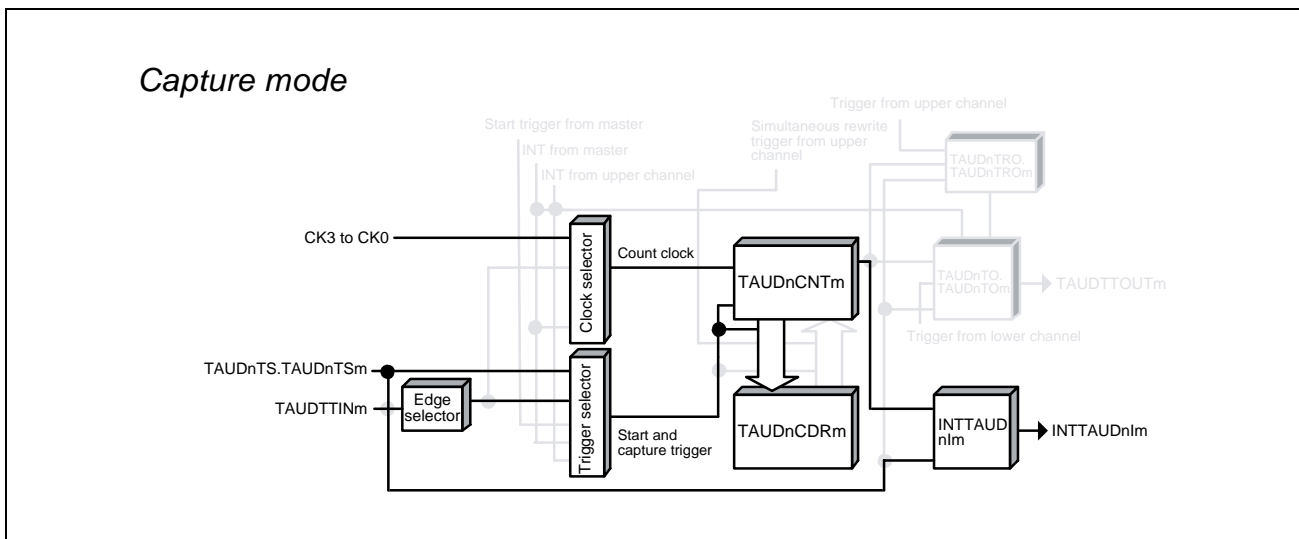 Capture mode
Trigger from upper channel
Start trigger from master
Simultaneous rewrite
trigger from upper
channel
INT from master
INT from upper channel
TAUDnTRO.
TAUDnTROm
CK3 to CK0
Clock selector
Count clock
TAUDnCNTm
TAUDnTO.
TAUDnTOm
TAUDTTOUTm
Trigger from lower channel
TAUDnTS.TAUDnTSm
TAUDTTINm
Edge
selector
Trigger selector
Start and
capture trigger
TAUDnCDRm
INTTAUD
nIm
INTTAUDnIm